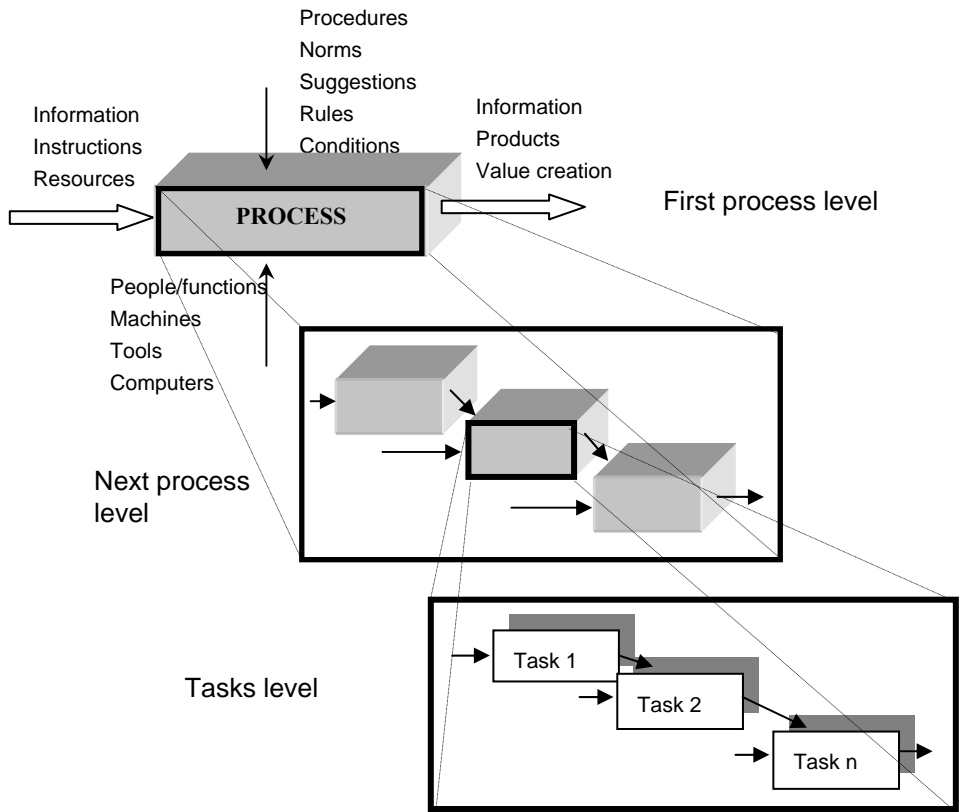 Procedures
Norms
Suggestions
Rules
Conditions
Information
Instructions
Resources
Information
Products
Value creation
PROCESS
First process level
People/functions
Machines
Tools
Computers
Next process
level
Tasks level
Task 1
Task 2
Task n